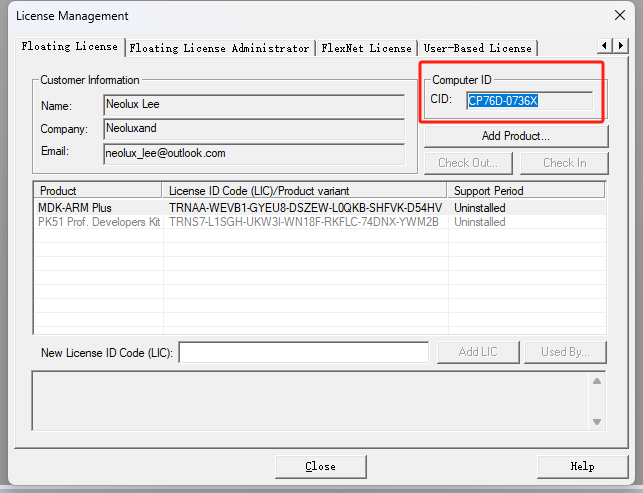 License Management
Floating License
Floating License Administrator
FlexNet License
User-Based License
Customer Information
Name:
Neolux Lee
Company:
Neoluxand
Email:
neolux_lee@outlook.com
Computer ID
CID:
CP76D-0736X
Add Product...
Check Out...
Check In
Product License ID Code (LIC)/Product variant Support Period
MDK-ARM Plus TRNAA-WEVB1-GYEU8-DSZEW-L0QKB-SHFVK-D54HV Uninstalled
PK51 Prof. Developers Kit TRNS7-L1SGH-UKW3I-WN18F-RKFLC-74DNX-YWM2B Uninstalled
New License ID Code (LIC):
Add LIC
Used By...
Close
Help